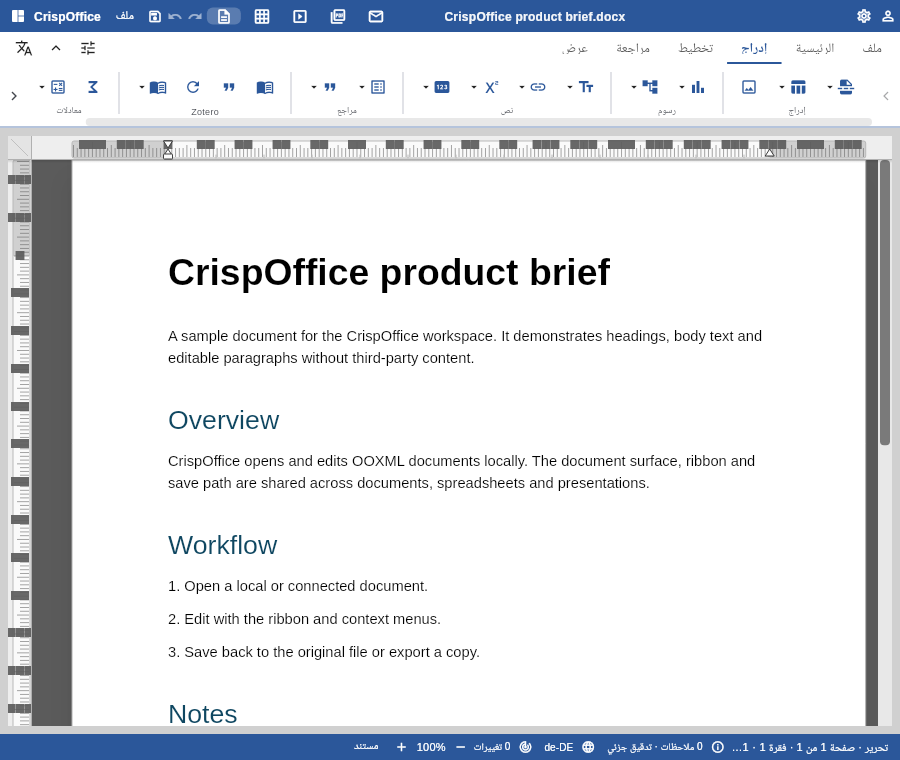 CrispOffice
ملف
CrispOffice product brief.docx
ملف
الرئيسية
إدراج
تخطيط
مراجعة
عرض
إدراج
رسوم
نص
مراجع
Zotero
معادلات
CrispOffice product brief
A sample document for the CrispOffice workspace. It demonstrates headings, body text and
editable paragraphs without third-party content.
Overview
CrispOffice opens and edits OOXML documents locally. The document surface, ribbon and
save path are shared across documents, spreadsheets and presentations.
Workflow
1. Open a local or connected document.
2. Edit with the ribbon and context menus.
3. Save back to the original file or export a copy.
Notes
تحرير · صفحة 1 من 1 · فقرة 1 · 1...
0 ملاحظات · تدقيق جزئي
de-DE
0 تغييرات
100%
مستند